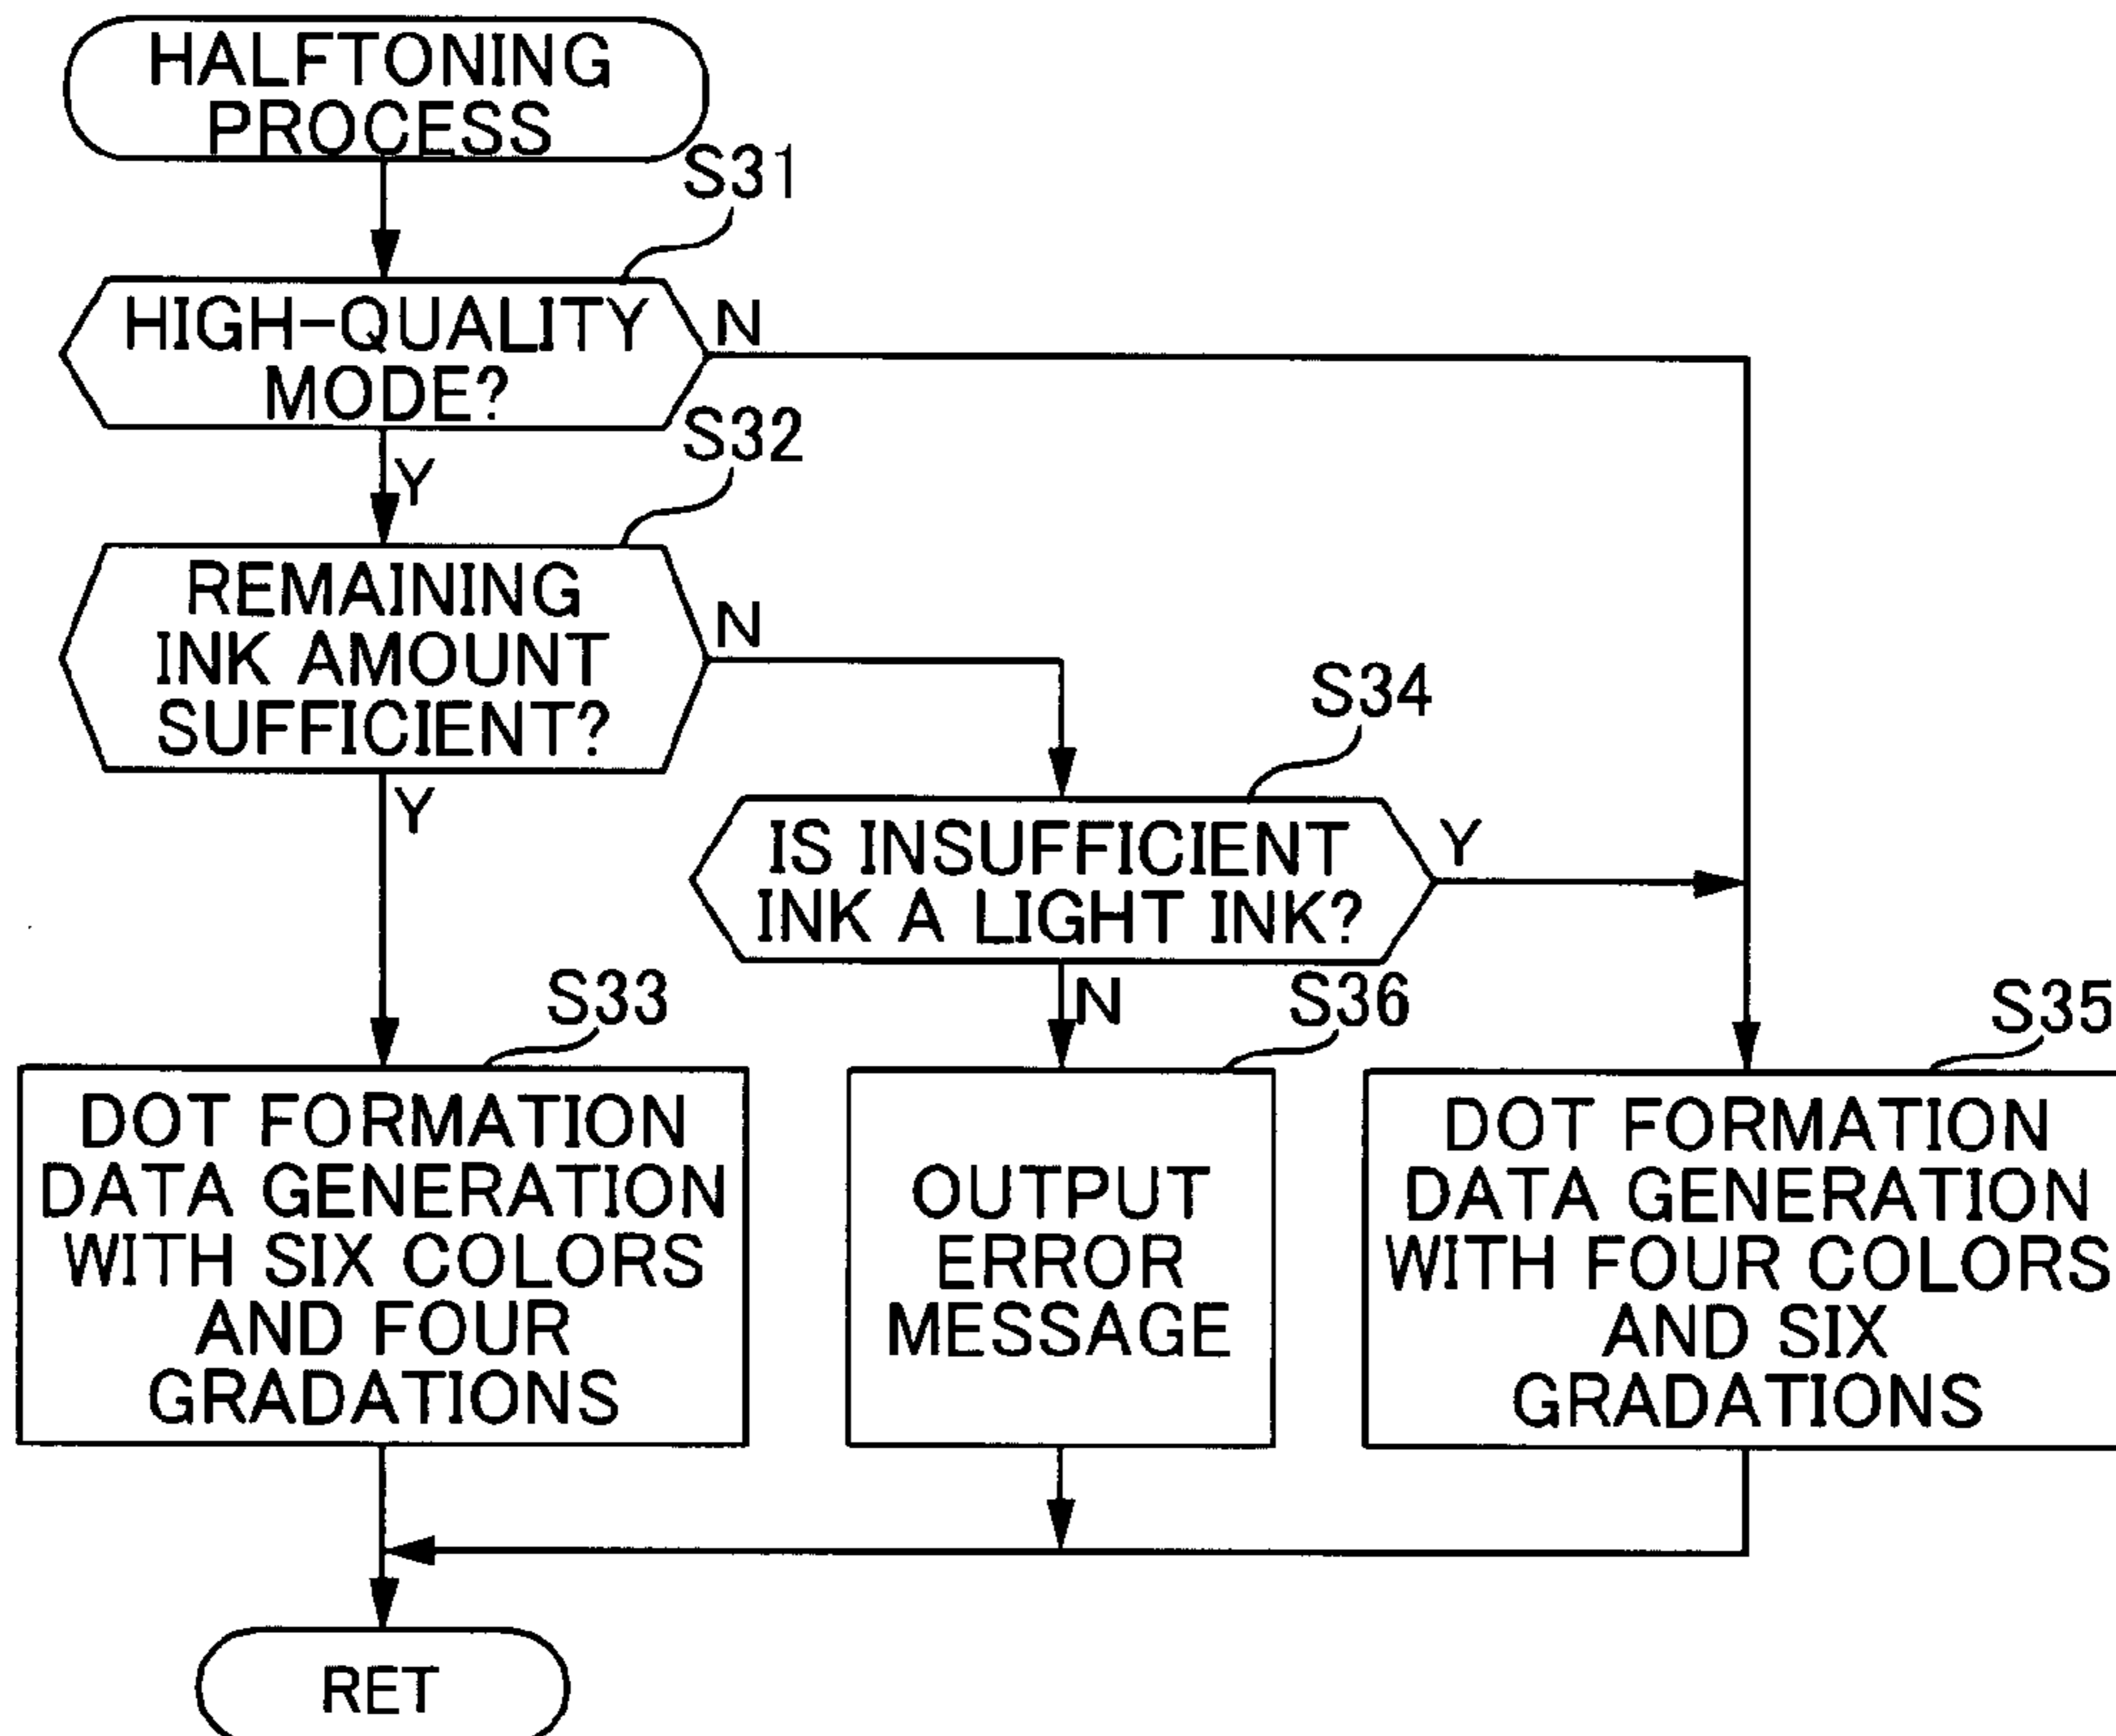 HALFTONING
PROCESS
S31
HIGH-QUALITY
MODE?
N
Y
S32
REMAINING
INK AMOUNT
SUFFICIENT?
N
Y
S34
IS INSUFFICIENT
INK A LIGHT INK?
Y
N
S33
DOT FORMATION
DATA GENERATION
WITH SIX COLORS
AND FOUR
GRADATIONS
S36
OUTPUT
ERROR
MESSAGE
S35
DOT FORMATION
DATA GENERATION
WITH FOUR COLORS
AND SIX
GRADATIONS
RET